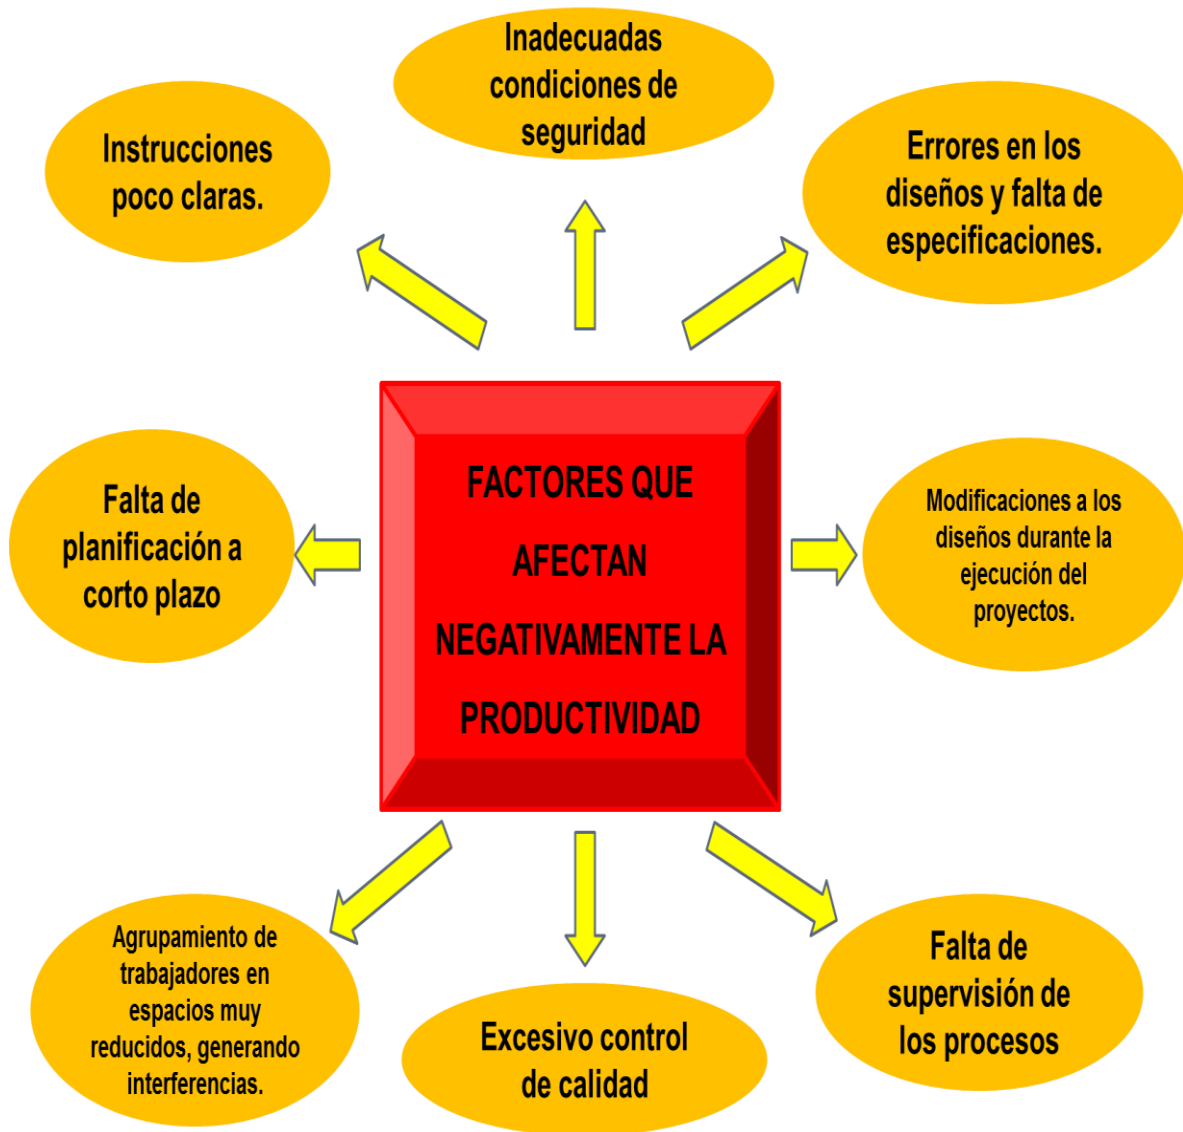 Inadecuadas
condiciones de
seguridad
Instrucciones
poco claras.
Errores en los
diseños y falta de
especificaciones.
FACTORES QUE
AFECTAN
NEGATIVAMENTE LA
PRODUCTIVIDAD
Falta de
planificación a
corto plazo
Modificaciones a los
diseños durante la
ejecución del
proyectos.
Agrupamiento de
trabajadores en
espacios muy
reducidos, generando
interferencias.
Excesivo control
de calidad
Falta de
supervisión de
los procesos